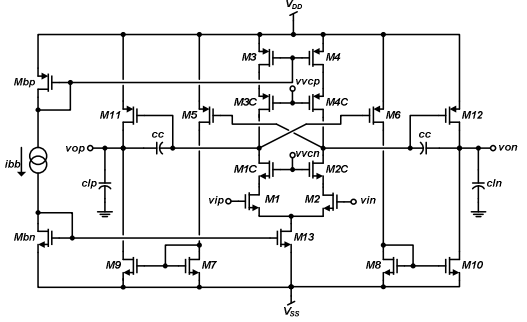 VDD
M3
M4
Mbp
vvcp
M11
M5
M3C
M4C
M6
M12
cc
cc
vop
von
ibb
vvcn
M1C
M2C
clp
cln
vip
M1
M2
vin
Mbn
M13
M9
M7
M8
M10
VSS